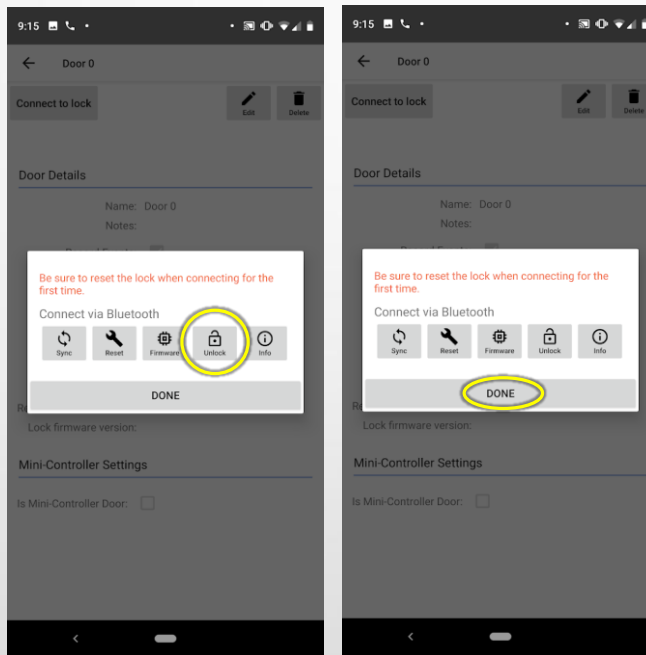 9:15
Door 0
Connect to lock
Edit
Delete
Door Details
Name: Door 0
Notes:
Be sure to reset the lock when connecting for the
first time.
Connect via Bluetooth
Sync
Reset
Firmware
Unlock
Info
DONE
Lock firmware version:
Mini-Controller Settings
Is Mini-Controller Door:
9:15
Door 0
Connect to lock
Edit
Delete
Door Details
Name: Door 0
Notes:
Be sure to reset the lock when connecting for the
first time.
Connect via Bluetooth
Sync
Reset
Firmware
Unlock
Info
DONE
Lock firmware version:
Mini-Controller Settings
Is Mini-Controller Door: